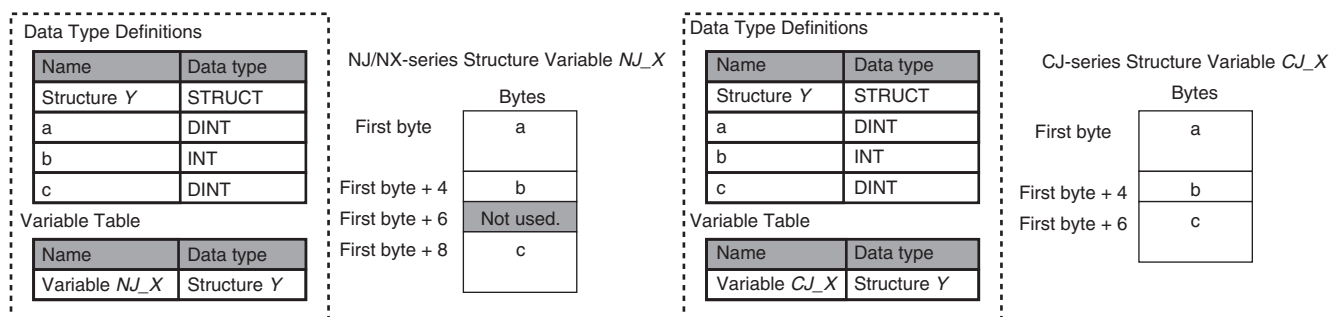 Data Type Definitions
Name Data type
Structure Y STRUCT
a DINT
b INT
c DINT
Variable Table
Name Data type
Variable NJ_X Structure Y
NJ/NX-series Structure Variable NJ_X
Bytes
First byte a
First byte + 4 b
First byte + 6 Not used.
First byte + 8 c
Data Type Definitions
Name Data type
Structure Y STRUCT
a DINT
b INT
c DINT
Variable Table
Name Data type
Variable CJ_X Structure Y
CJ-series Structure Variable CJ_X
Bytes
First byte a
First byte + 4 b
First byte + 6 c